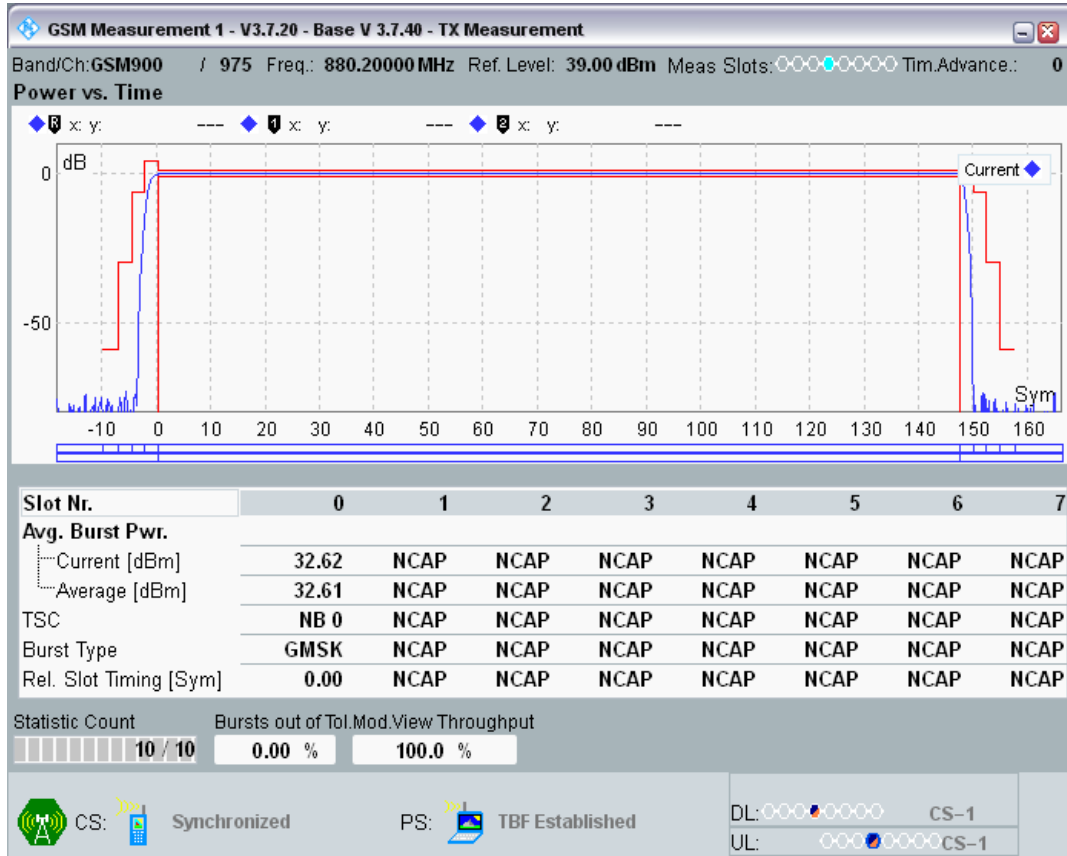 GSM Measurement 1 - V3.7.20 - Base V 3.7.40 - TX Measurement
Band/Ch:GSM900 / 975 Freq.: 880.20000 MHz Ref. Level: 39.00 dBm Meas Slots: Tim.Advance.: 0
Power vs. Time
R x: y: --- 1 x: y: --- 2 x: y: ---
dB
Current
0
-50
Sym
-10 0 10 20 30 40 50 60 70 80 90 100 110 120 130 140 150 160
Slot Nr. 0 1 2 3 4 5 6 7
Avg. Burst Pwr.
Current [dBm] 32.62 NCAP NCAP NCAP NCAP NCAP NCAP NCAP
Average [dBm] 32.61 NCAP NCAP NCAP NCAP NCAP NCAP NCAP
TSC NB 0 NCAP NCAP NCAP NCAP NCAP NCAP NCAP
Burst Type GMSK NCAP NCAP NCAP NCAP NCAP NCAP NCAP
Rel. Slot Timing [Sym] 0.00 NCAP NCAP NCAP NCAP NCAP NCAP NCAP
Statistic Count Bursts out of Tol.Mod.View Throughput
10 / 10 0.00 % 100.0 %
CS: Synchronized PS: TBF Established DL: CS-1
UL: CS-1